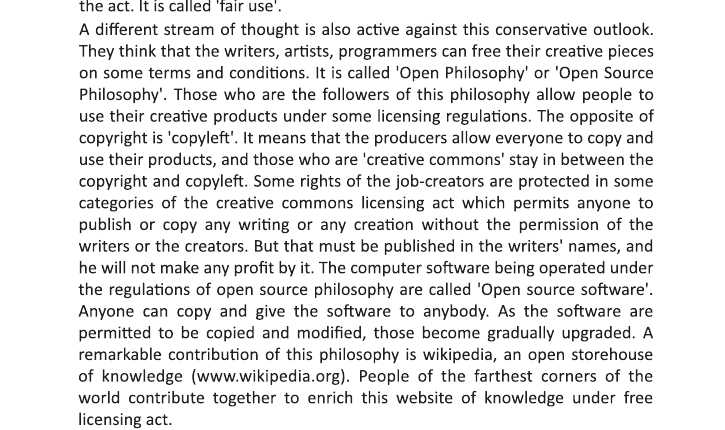 the act. It is called 'fair use'.
A different stream of thought is also active against this conservative outlook.
They think that the writers, artists, programmers can free their creative pieces
on some terms and conditions. It is called 'Open Philosophy' or 'Open Source
Philosophy'. Those who are the followers of this philosophy allow people to
use their creative products under some licensing regulations. The opposite of
copyright is 'copyleft'. It means that the producers allow everyone to copy and
use their products, and those who are 'creative commons' stay in between the
copyright and copyleft. Some rights of the job-creators are protected in some
categories of the creative commons licensing act which permits anyone to
publish or copy any writing or any creation without the permission of the
writers or the creators. But that must be published in the writers' names, and
he will not make any profit by it. The computer software being operated under
the regulations of open source philosophy are called 'Open source software'.
Anyone can copy and give the software to anybody. As the software are
permitted to be copied and modified, those become gradually upgraded. A
remarkable contribution of this philosophy is wikipedia, an open storehouse
of knowledge (www.wikipedia.org). People of the farthest corners of the
world contribute together to enrich this website of knowledge under free
licensing act.